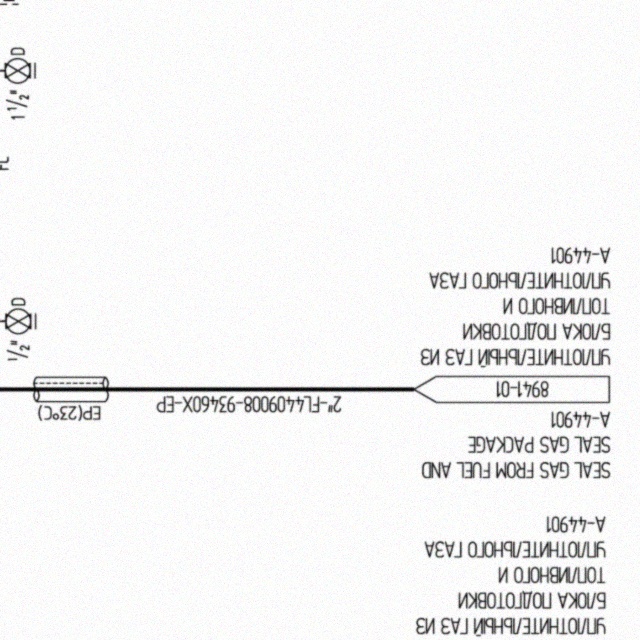 УПЛОТНИТЕЛЬНЫЙ ГАЗ ИЗ
БЛОКА ПОДГОТОВКИ
ТОПЛИВНОГО И
УПЛОТНИТЕЛЬНОГО ГАЗА
A-44901
SEAL GAS FROM FUEL AND
SEAL GAS PACKAGE
A-44901
8941-01
2"-FL4409008-93460X-EP
EP(23°C)
УПЛОТНИТЕЛЬНЫЙ ГАЗ ИЗ
БЛОКА ПОДГОТОВКИ
ТОПЛИВНОГО И
УПЛОТНИТЕЛЬНОГО ГАЗА
A-44901
1/2"
D
FL
1 1/2"
D